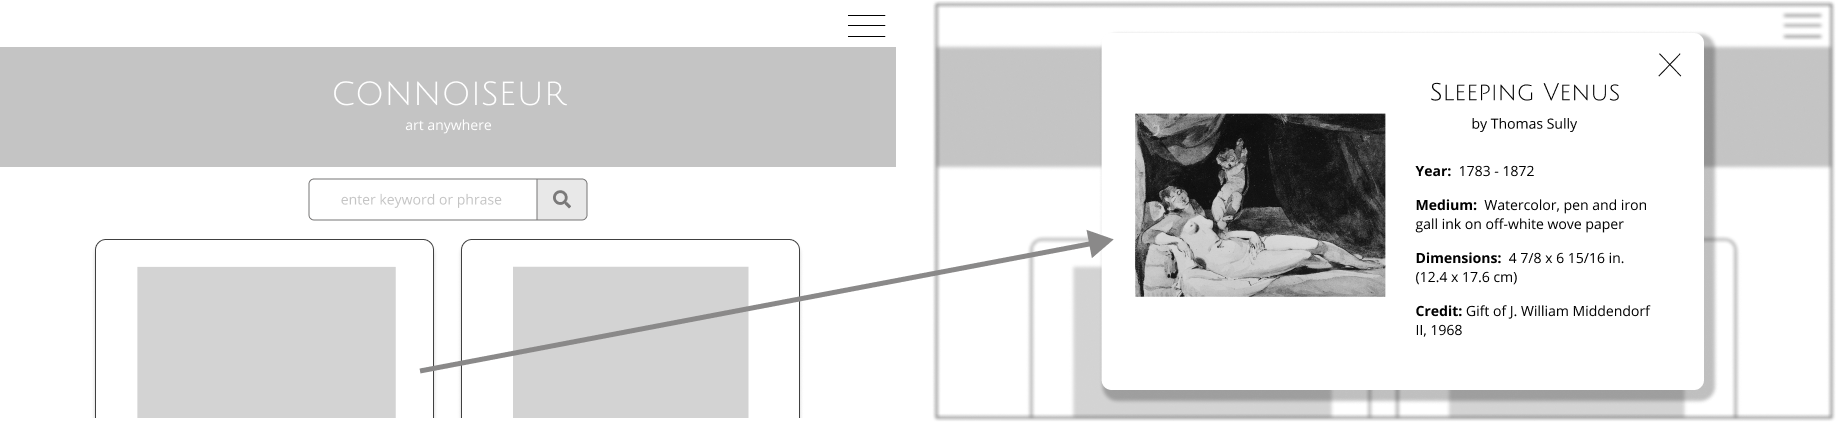 CONNOISEUR
art anywhere
enter keyword or phrase
SLEEPING VENUS
by Thomas Sully
Year: 1783 - 1872
Medium: Watercolor, pen and iron
gall ink on off-white wove paper
Dimensions: 4 7/8 x 6 15/16 in.
(12.4 x 17.6 cm)
Credit: Gift of J. William Middendorf
II, 1968